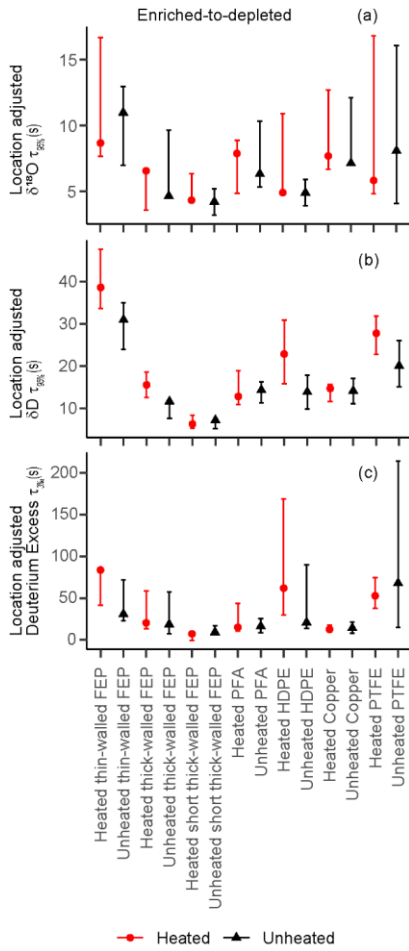 Enriched-to-depleted
(a)
Location adjusted
δ¹⁸O τ₉₅%(s)
15
10
5
(b)
Location adjusted
δD τ₉₅%(s)
40
30
20
10
(c)
Location adjusted
Deuterium Excess (s)
200
150
100
50
0
Heated thin-walled FEP
Unheated thin-walled FEP
Heated thick-walled FEP
Unheated thick-walled FEP
Heated short thick-walled FEP
Unheated short thick-walled FEP
Heated PFA
Unheated PFA
Heated HDPE
Unheated HDPE
Heated Copper
Unheated Copper
Heated PTFE
Unheated PTFE
Heated
Unheated